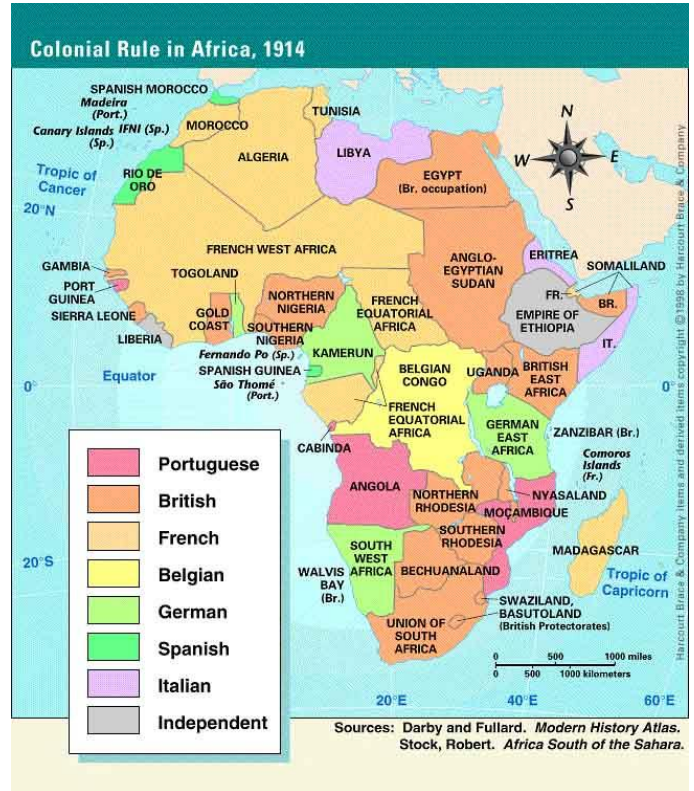 Colonial Rule in Africa, 1914
SPANISH MOROCCO
Madeira
(Port.)
Canary Islands
(Sp.)
IFNI (Sp.)
MOROCCO
TUNISIA
ALGERIA
LIBYA
EGYPT
(Br. occupation)
N
W
E
S
Tropic of
Cancer
20°N
RIO DE
ORO
FRENCH WEST AFRICA
GAMBIA
PORT
GUINEA
SIERRA LEONE
LIBERIA
TOGOLAND
GOLD
COAST
NORTHERN
NIGERIA
SOUTHERN
NIGERIA
FRENCH
EQUATORIAL
AFRICA
ANGLO-
EGYPTIAN
SUDAN
ERITREA
SOMALILAND
FR.
BR.
EMPIRE OF
ETHIOPIA
IT.
Fernando Po (Sp.)
KAMERUN
SPANISH GUINEA
São Thomé
(Port.)
Equator
0°
0°
BELGIAN
CONGO
UGANDA
BRITISH
EAST
AFRICA
FRENCH
EQUATORIAL
AFRICA
CABINDA
GERMAN
EAST
AFRICA
ZANZIBAR (Br.)
Comoros
Islands
(Fr.)
ANGOLA
NORTHERN
RHODESIA
NYASALAND
MOÇAMBIQUE
SOUTHERN
RHODESIA
MADAGASCAR
20°S
SOUTH
WEST
AFRICA
WALVIS
BAY
(Br.)
BECHUANALAND
Tropic of
Capricorn
SWAZILAND,
BASUTOLAND
(British Protectorates)
UNION OF
SOUTH
AFRICA
0 500 1000 miles
0 500 1000 kilometers
20°E
40°E
60°E
Portuguese
British
French
Belgian
German
Spanish
Italian
Independent
Harcourt Brace & Company items and derived items copyright ©1998 by Harcourt Brace & Company
Sources: Darby and Fullard. Modern History Atlas.
Stock, Robert. Africa South of the Sahara.